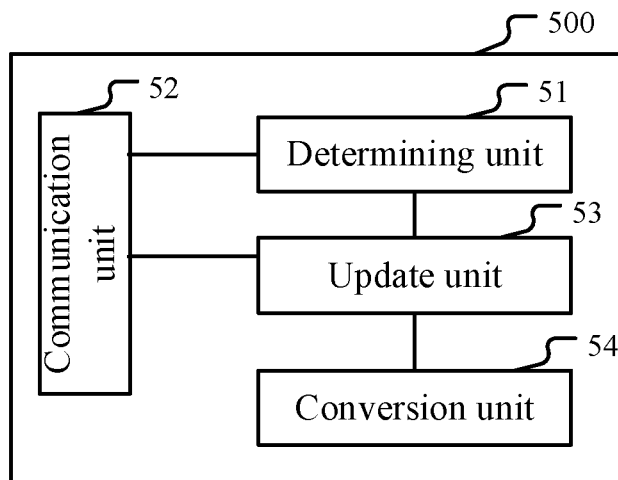 500
52
51
Communication
unit
Determining unit
53
Update unit
54
Conversion unit